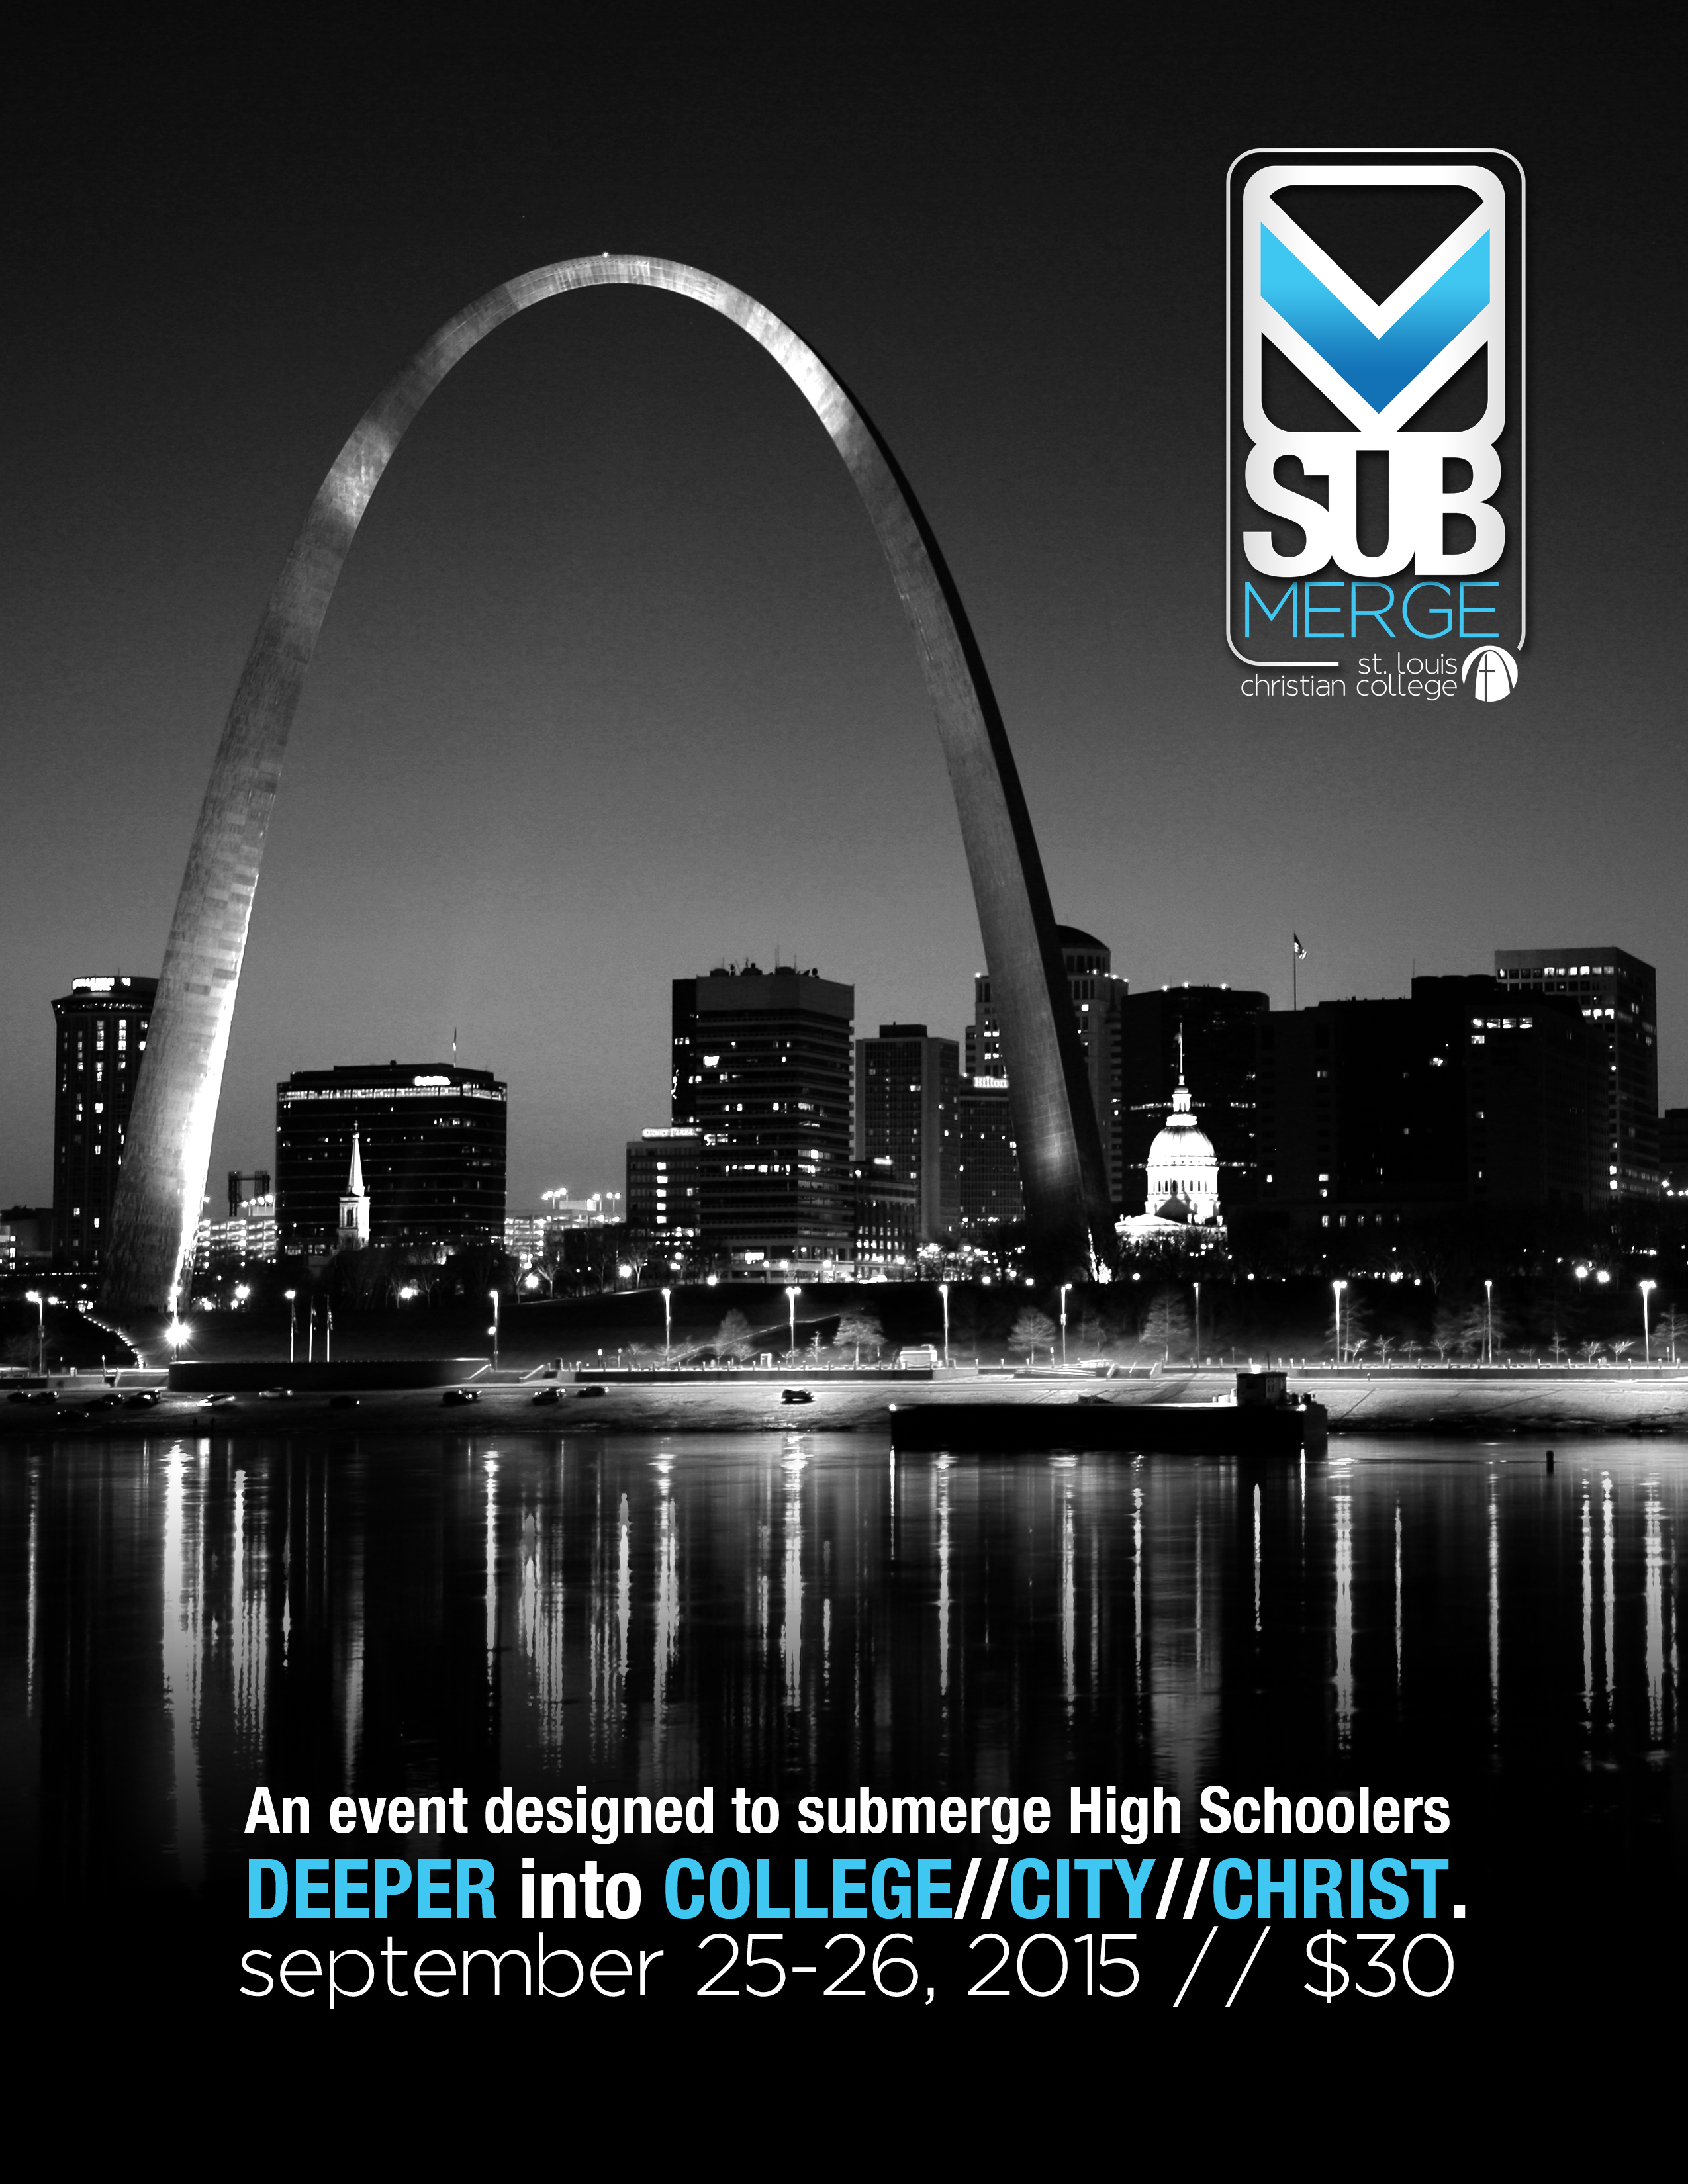 SUB
MERGE
st. louis
christian college
Hilton
An event designed to submerge High Schoolers
DEEPER into COLLEGE//CITY//CHRIST.
september 25-26, 2015 // $30